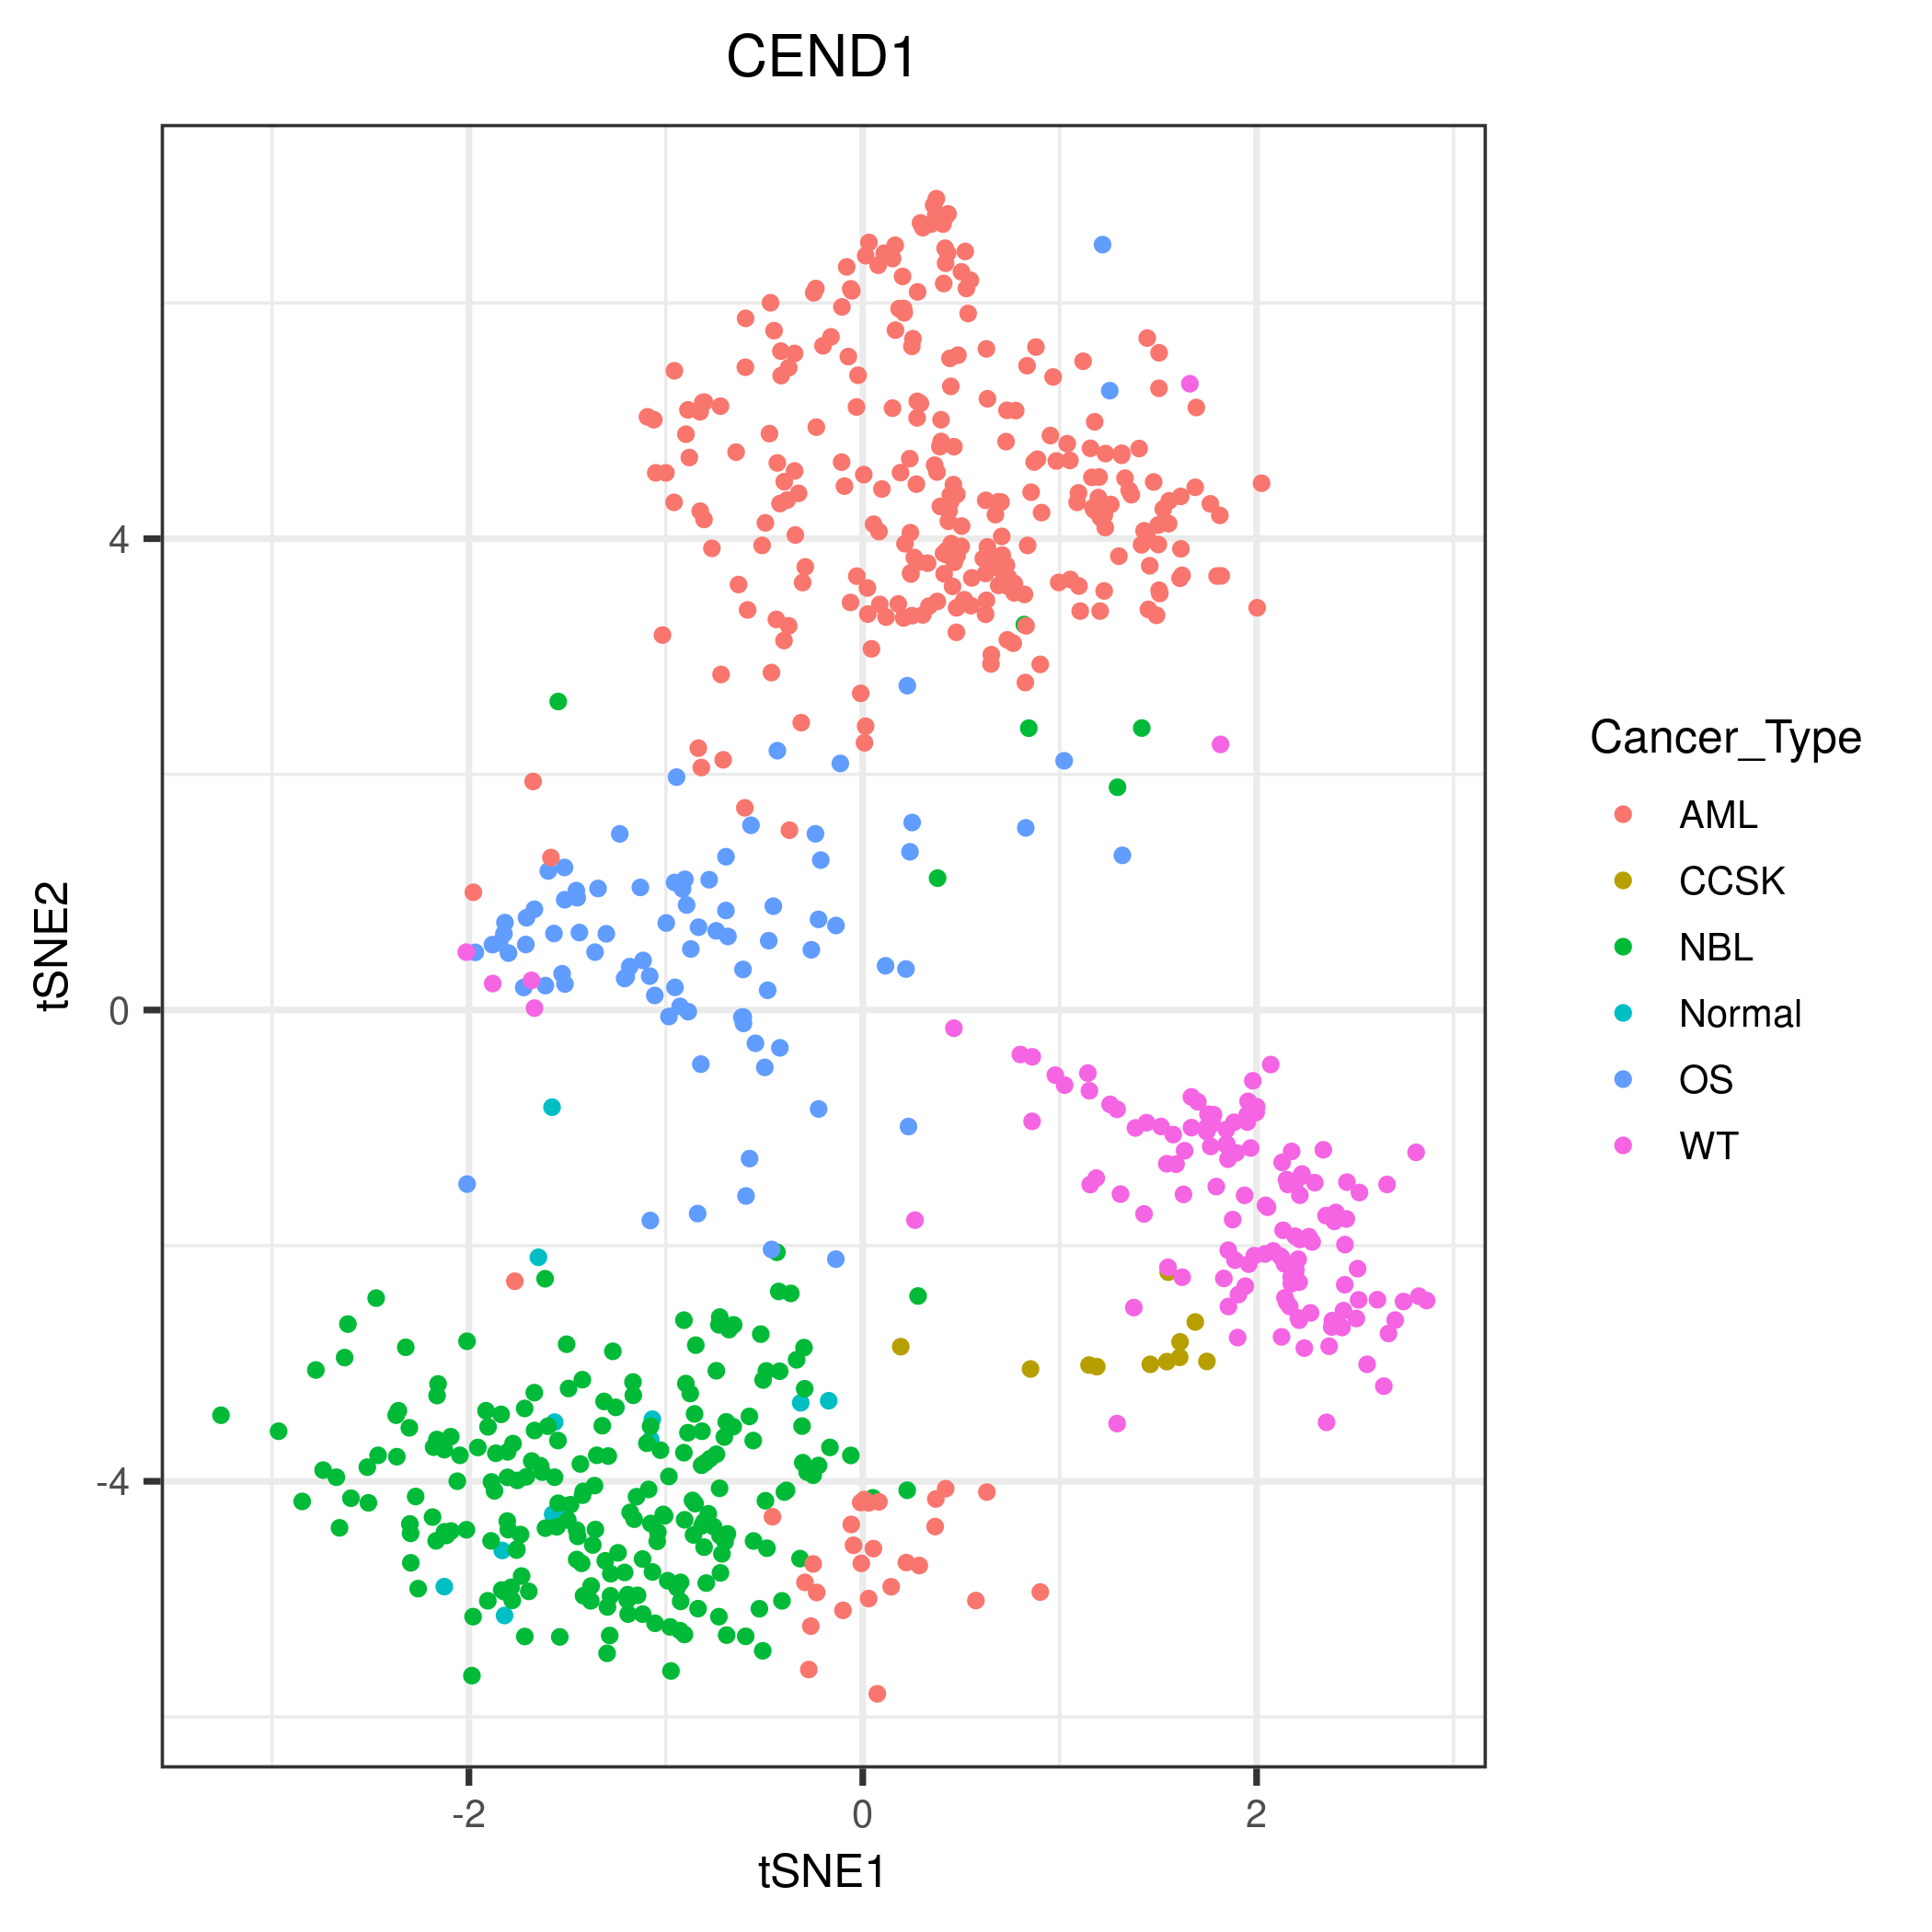 CEND1
tSNE2
4
0
-4
-2
0
2
tSNE1
Cancer_Type
AML
CCSK
NBL
Normal
OS
WT